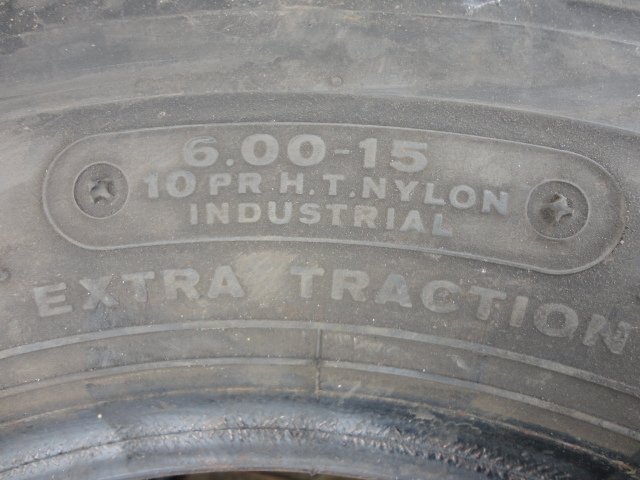 6.00-15
10 PR H.T. NYLON
INDUSTRIAL
EXTRA TRACTION